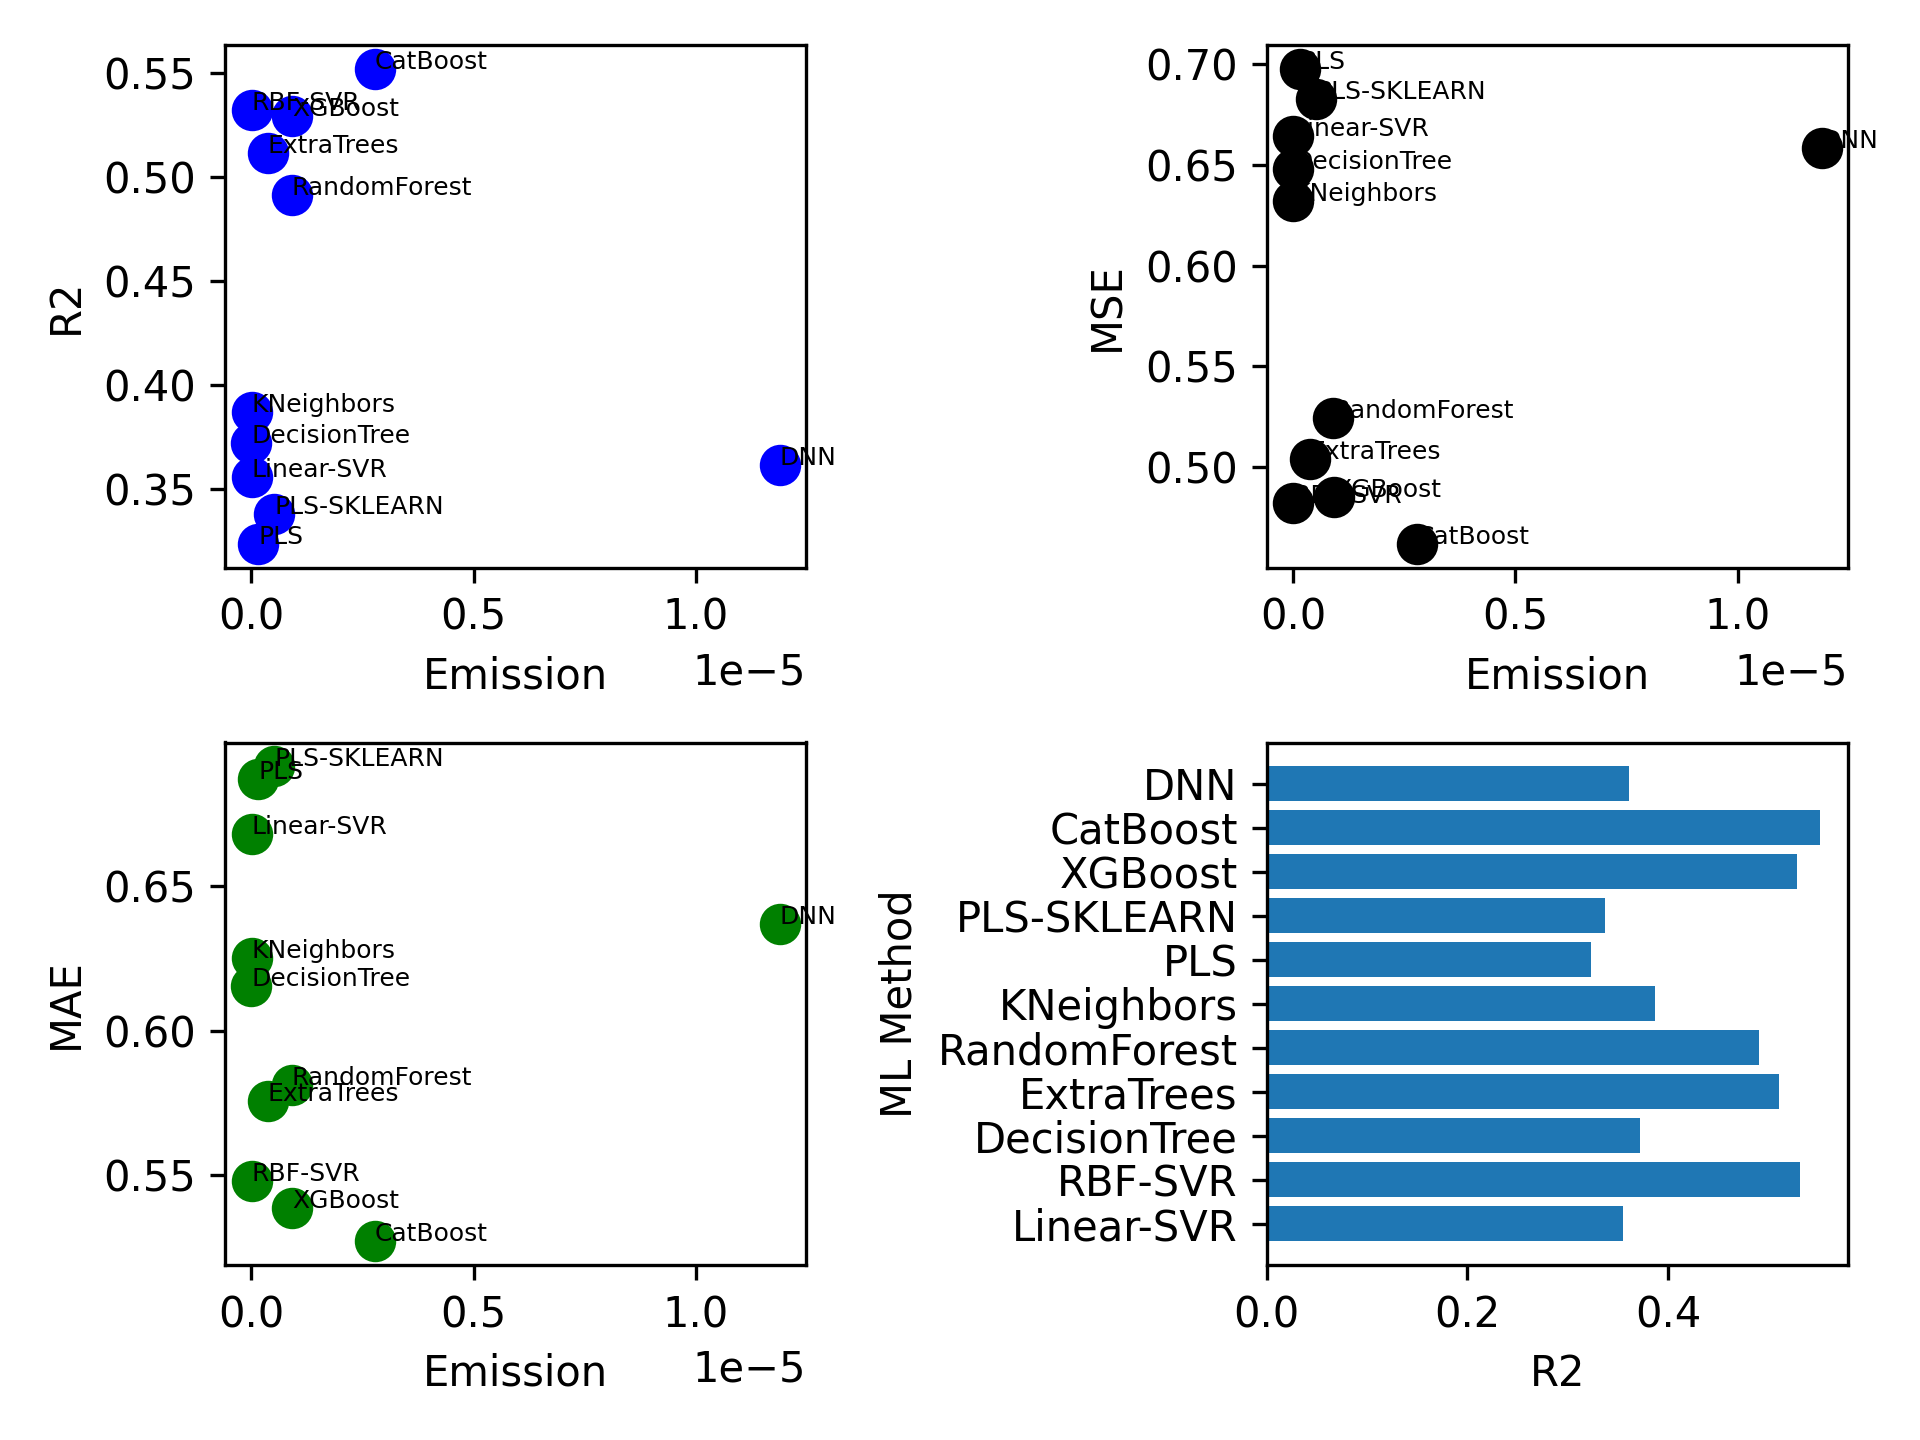 0.55
0.50
0.45
0.40
0.35
R2
CatBoost
RBF-SVR
XGBoost
ExtraTrees
RandomForest
KNeighbors
DecisionTree
Linear-SVR
DNN
PLS-SKLEARN
PLS
0.0 0.5 1.0
Emission 1e−5
0.70
0.65
0.60
0.55
0.50
MSE
PLS
PLS-SKLEARN
Linear-SVR
DNN
DecisionTree
KNeighbors
RandomForest
ExtraTrees
XGBoost
RBF-SVR
CatBoost
0.0 0.5 1.0
Emission 1e−5
0.65
0.60
0.55
MAE
PLS-SKLEARN
PLS
Linear-SVR
DNN
KNeighbors
DecisionTree
RandomForest
ExtraTrees
RBF-SVR
XGBoost
CatBoost
0.0 0.5 1.0
Emission 1e−5
ML Method
DNN
CatBoost
XGBoost
PLS-SKLEARN
PLS
KNeighbors
RandomForest
ExtraTrees
DecisionTree
RBF-SVR
Linear-SVR
0.0 0.2 0.4
R2